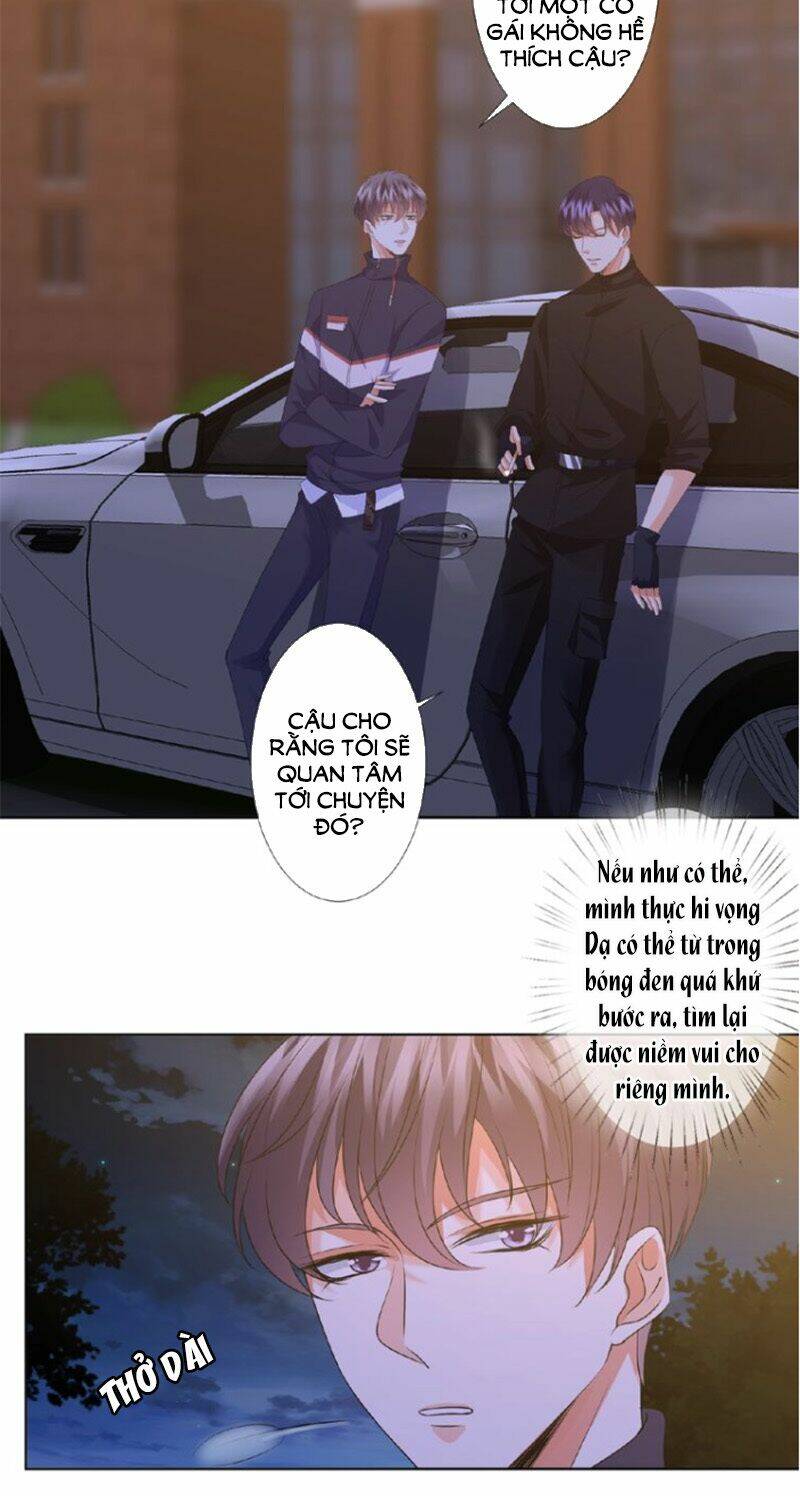 TỚI MỘT CÔ
GÁI KHÔNG HỀ
THÍCH CẬU?
CẬU CHO
RẰNG TÔI SẼ
QUAN TÂM
TỚI CHUYỆN
ĐÓ?
Nếu như có thể,
mình thực hi vọng
Dạ có thể từ trong
bóng đen quá khứ
bước ra, tìm lại
được niềm vui cho
riêng mình.
THỞ DÀI